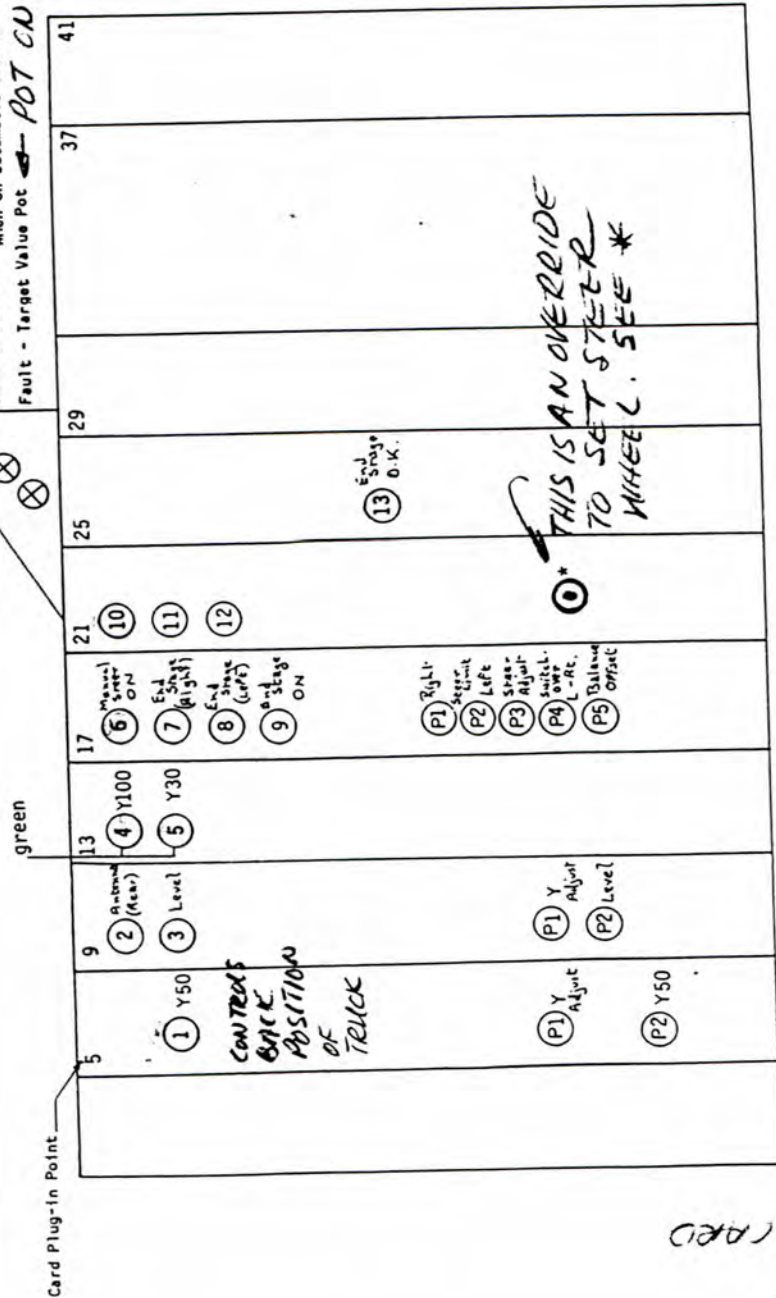 Fault - Target Value Pot ← POT ON
Card Plug-in Point
green
5
9
13
17
21
25
29
37
41
1 Y50
CONTROLS
BACK
POSITION
OF
TRUCK
P1 Y
Adjust
P2 Y50
2 Antenna
(Rear)
3 Level
P1 Y
Adjust
P2 Level
4 Y100
5 Y30
6 Manual
Steer
ON
7 End
Stage
(Right)
8 End
Stage
(Left)
9 End Stage
ON
P1 Right
Steer
Limit
P2 Left
P3 Steer
Adjust
P4 Switch-
over
L-Rt.
P5 Balance
Offset
10
11
12
*
13 End
Stage
O.K.
THIS IS AN OVERRIDE
TO SET STEER
WHEEL. SEE *
CARD